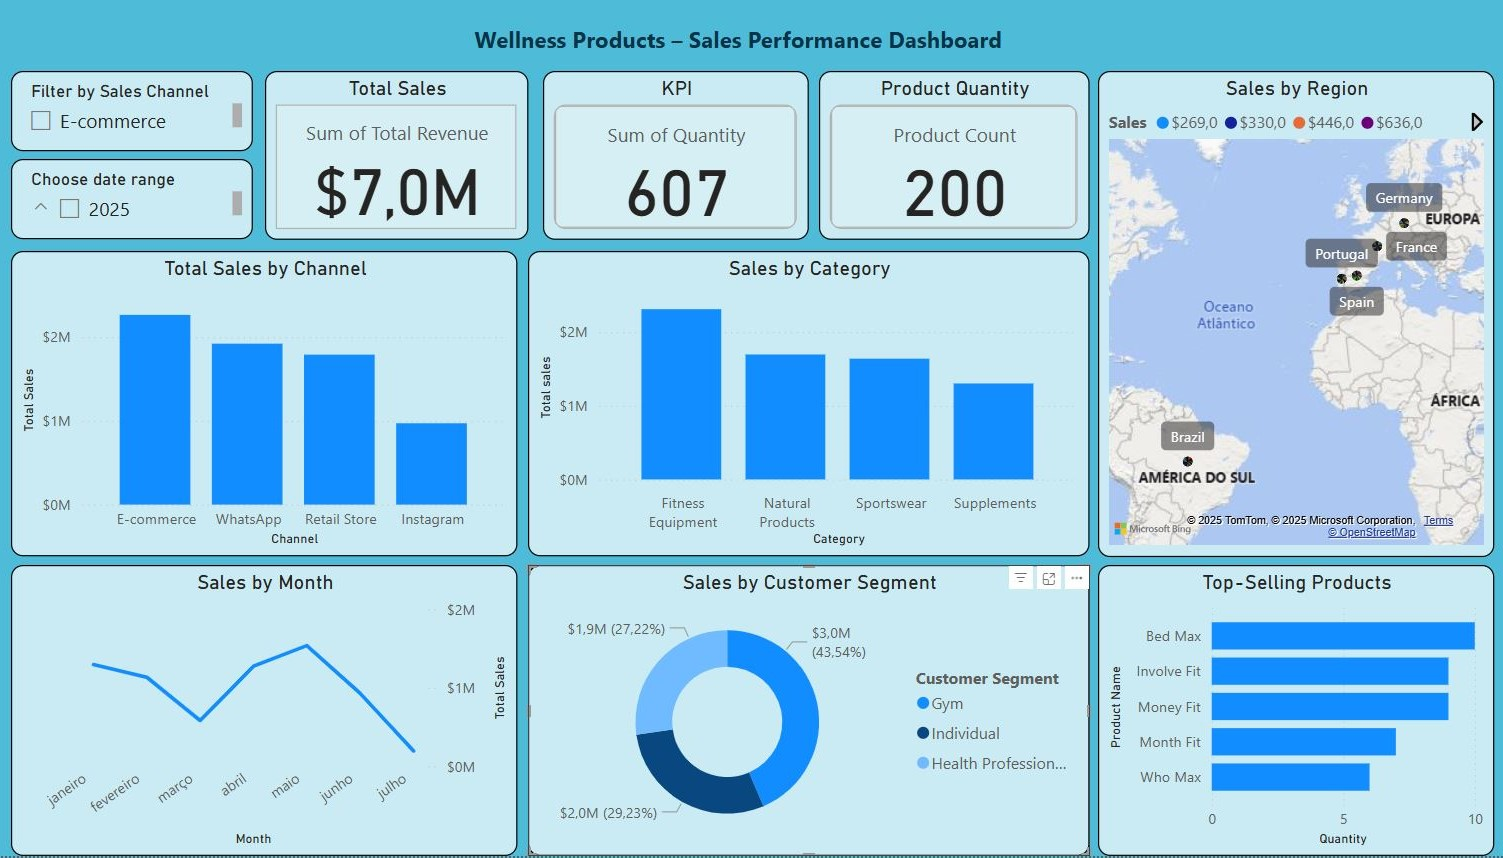 Wellness Products – Sales Performance Dashboard
Filter by Sales Channel
E-commerce
Choose date range
2025
Total Sales
Sum of Total Revenue
$7,0M
KPI
Sum of Quantity
607
Product Quantity
Product Count
200
Sales by Region
Sales $269,0 $330,0 $446,0 $636,0
Germany
EUROPA
Portugal
France
Spain
Oceano
Atlântico
ÁFRICA
Brazil
AMÉRICA DO SUL
© 2025 TomTom, © 2025 Microsoft Corporation, Terms
Microsoft Bing
© OpenStreetMap
Total Sales by Channel
Total Sales
$2M
$1M
$0M
E-commerce WhatsApp Retail Store Instagram
Channel
Sales by Category
Total sales
$2M
$1M
$0M
Fitness Natural Sportswear Supplements
Equipment Products
Category
Sales by Month
$2M
$1M
$0M
Total Sales
janeiro fevereiro março abril maio junho julho
Month
Sales by Customer Segment
$1,9M (27,22%)
$3,0M
(43,54%)
$2,0M (29,23%)
Customer Segment
Gym
Individual
Health Profession...
Top-Selling Products
Product Name
Bed Max
Involve Fit
Money Fit
Month Fit
Who Max
0 5 10
Quantity